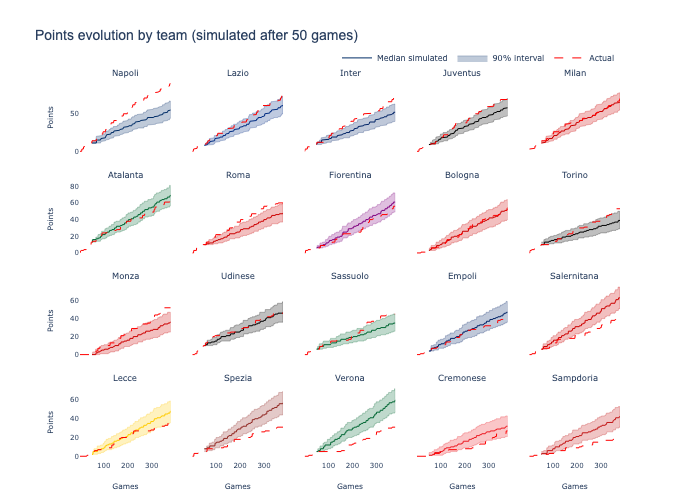 Points evolution by team (simulated after 50 games)
Median simulated 90% interval Actual
Napoli Lazio Inter Juventus Milan
Points
50
0
Atalanta Roma Fiorentina Bologna Torino
Points
80
60
40
20
0
Monza Udinese Sassuolo Empoli Salernitana
Points
60
40
20
0
Lecce Spezia Verona Cremonese Sampdoria
Points
60
40
20
0
100 200 300 100 200 300 100 200 300 100 200 300 100 200 300
Games Games Games Games Games